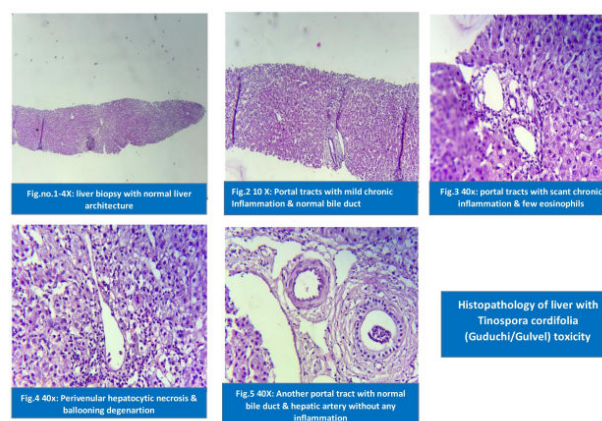 Fig.no.1-4X: liver biopsy with normal liver
architecture
Fig.2 10 X: Portal tracts with mild chronic
Inflammation & normal bile duct
Fig.3 40x: portal tracts with scant chronic
inflammation & few eosinophils
Fig.4 40x: Perivenular hepatocytic necrosis &
ballooning degenartion
Fig.5 40X: Another portal tract with normal
bile duct & hepatic artery without any
inflammation
Histopathology of liver with
Tinospora cordifolia
(Guduchi/Gulvel) toxicity